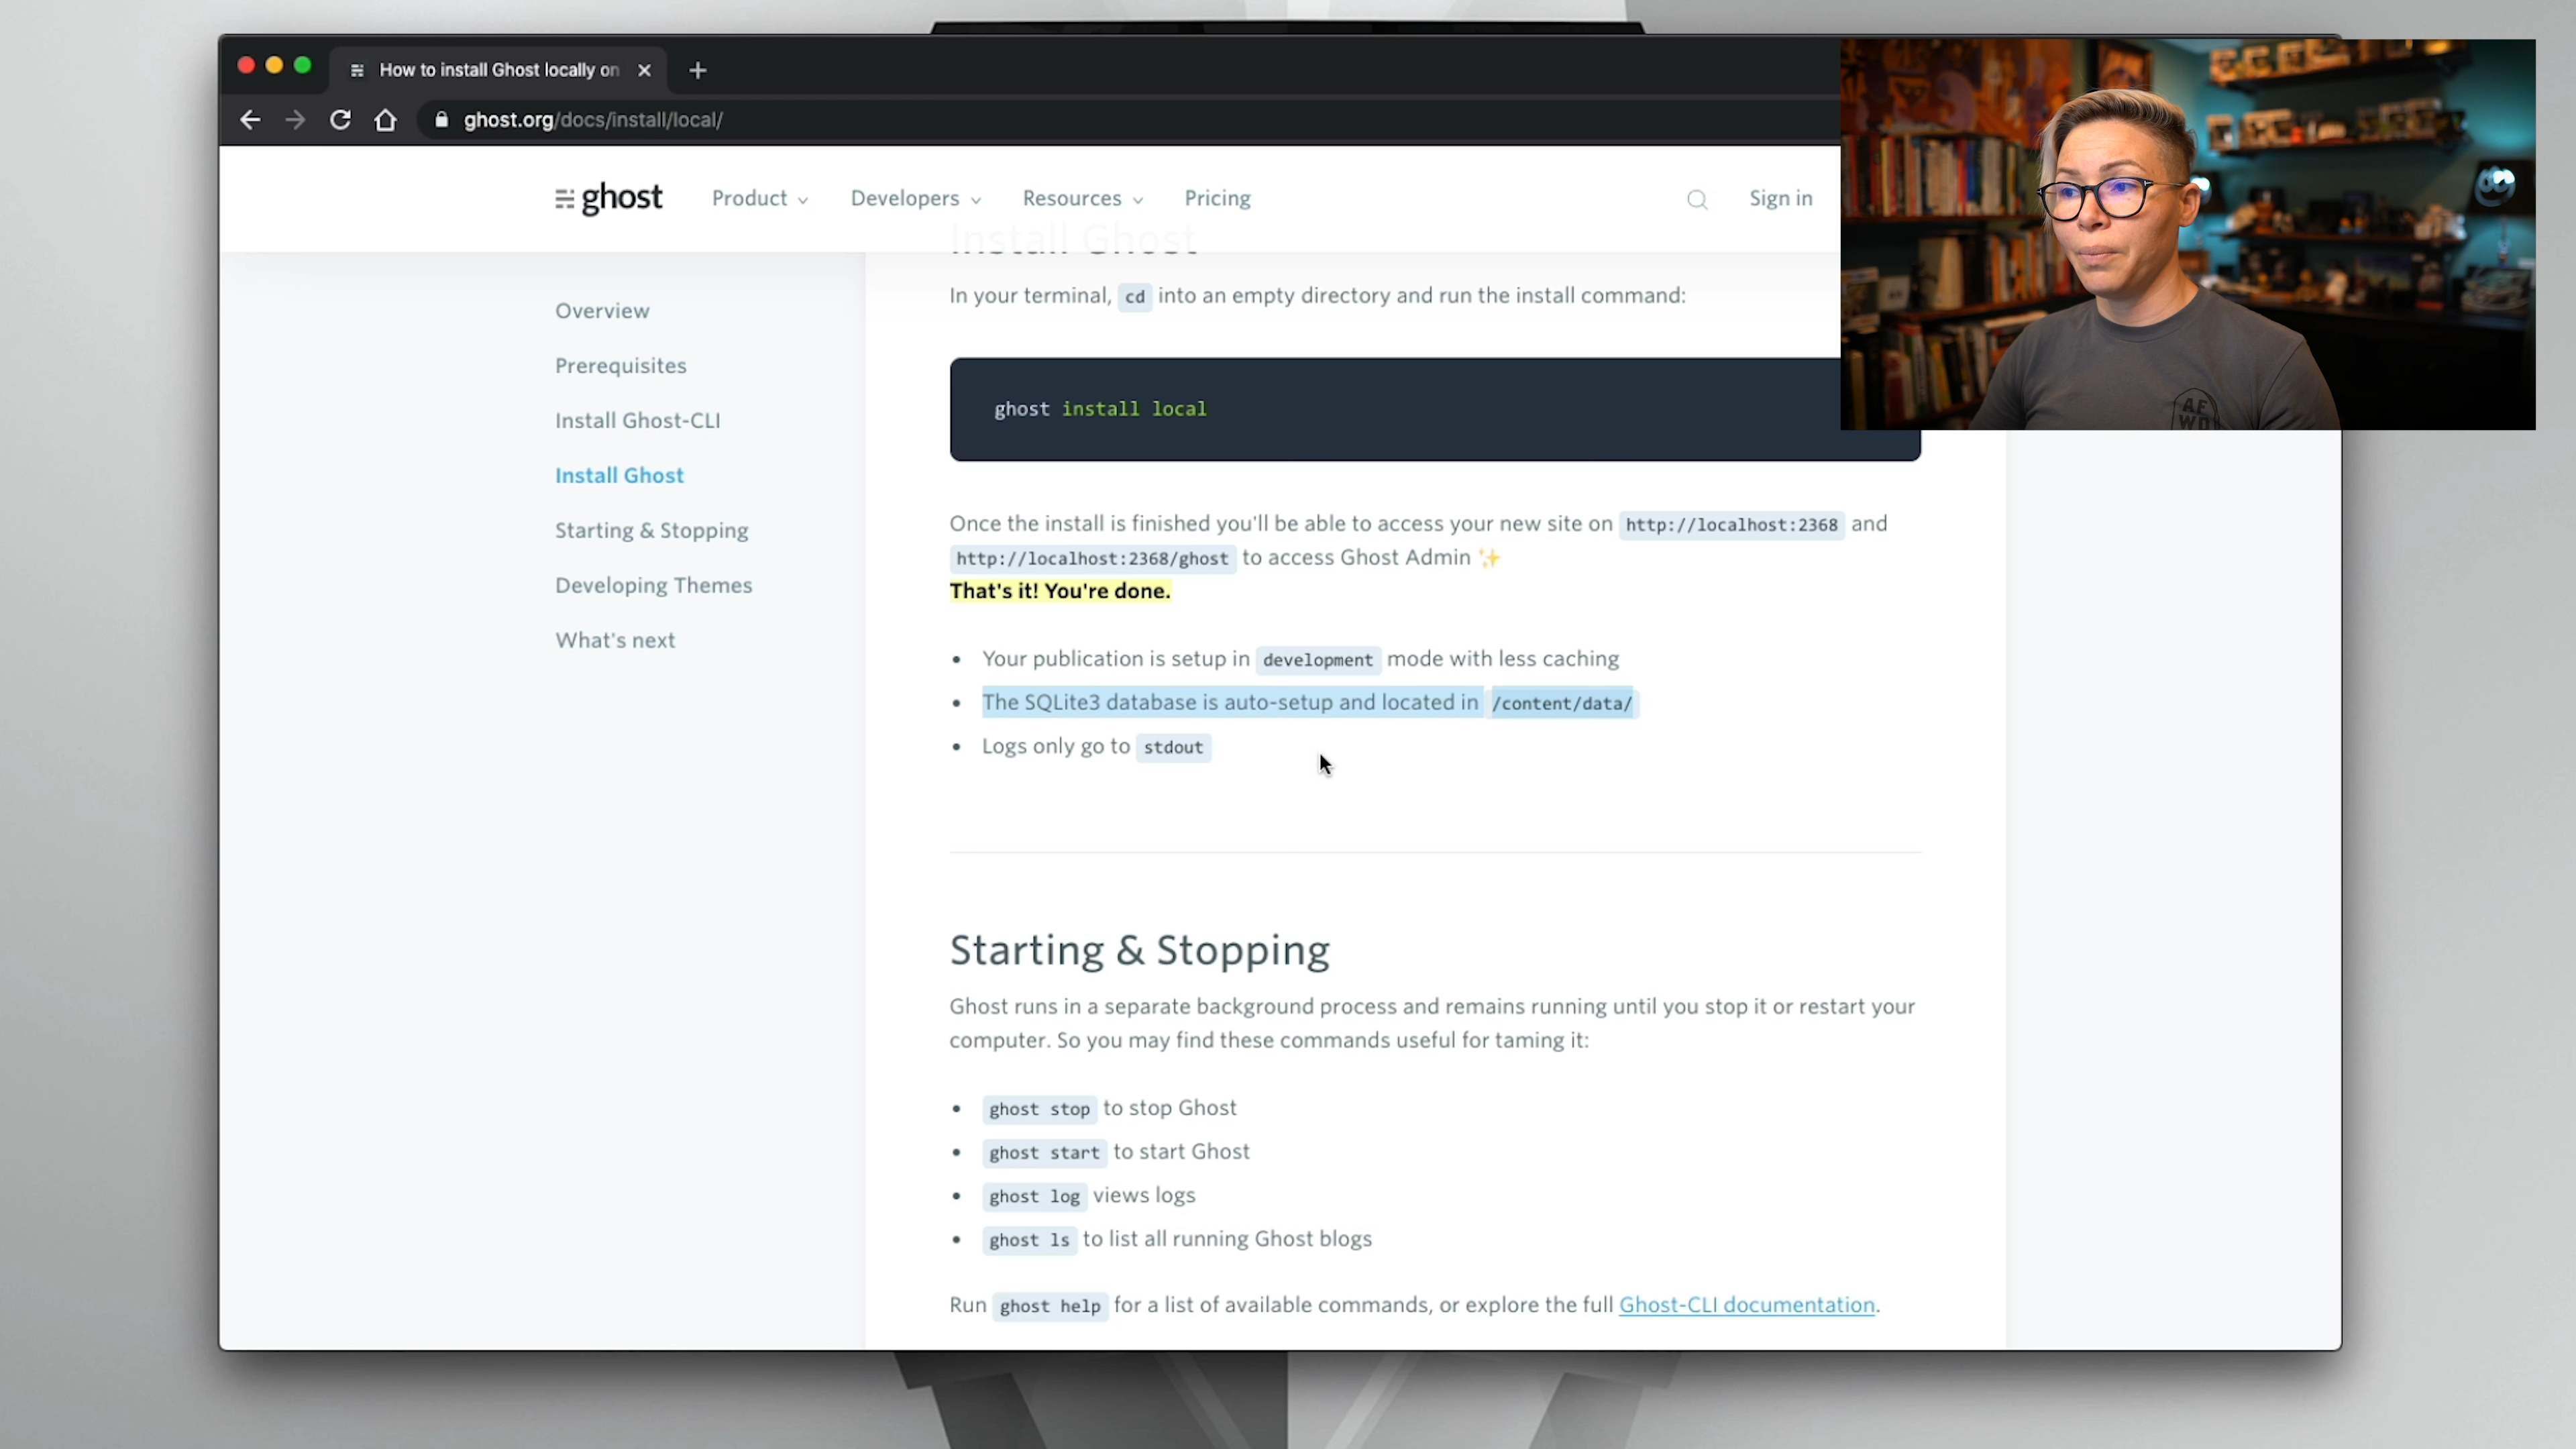 How to install Ghost locally on
ghost.org/docs/install/local/
ghost Product Developers Resources Pricing Sign in
Install Ghost
Overview
Prerequisites
Install Ghost-CLI
Install Ghost
Starting & Stopping
Developing Themes
What's next
In your terminal, cd into an empty directory and run the install command:
ghost install local
Once the install is finished you'll be able to access your new site on http://localhost:2368 and
http://localhost:2368/ghost to access Ghost Admin ✨
That's it! You're done.
• Your publication is setup in development mode with less caching
• The SQLite3 database is auto-setup and located in /content/data/
• Logs only go to stdout
Starting & Stopping
Ghost runs in a separate background process and remains running until you stop it or restart your
computer. So you may find these commands useful for taming it:
• ghost stop to stop Ghost
• ghost start to start Ghost
• ghost log views logs
• ghost ls to list all running Ghost blogs
Run ghost help for a list of available commands, or explore the full Ghost-CLI documentation.
AF
WD